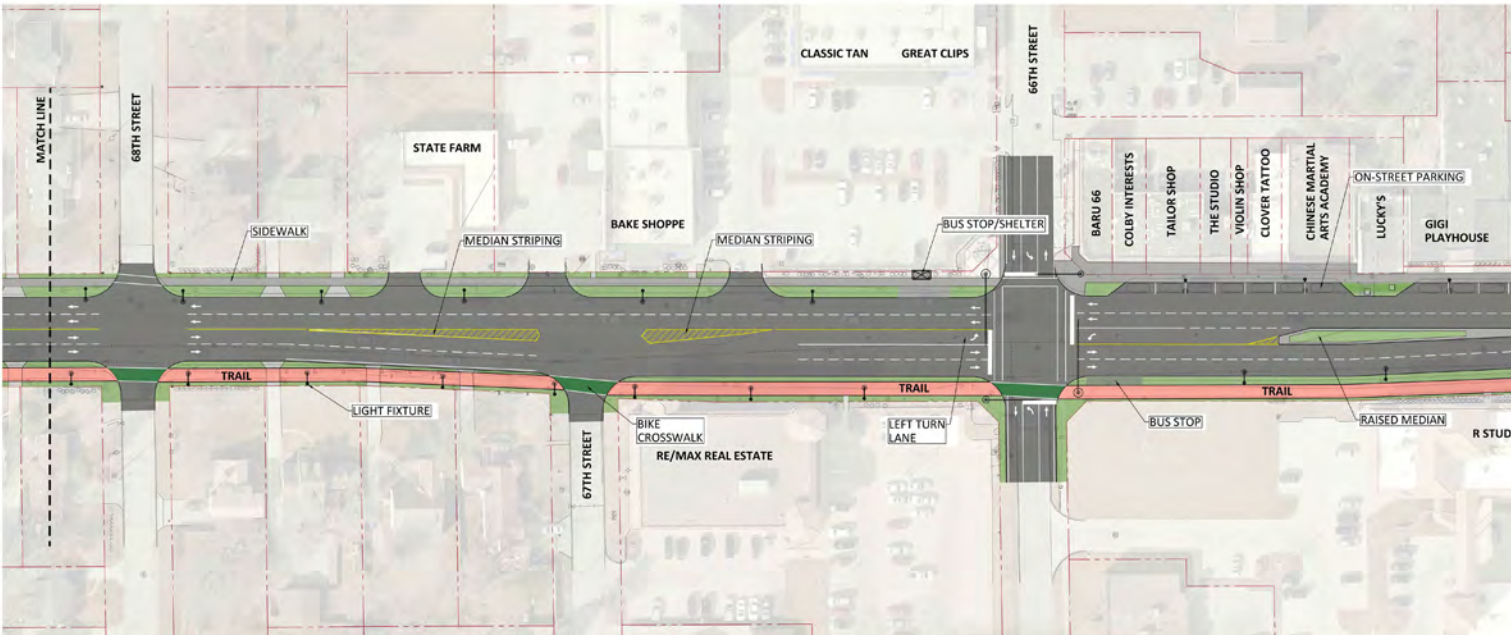 MATCH LINE
68TH STREET
STATE FARM
CLASSIC TAN
GREAT CLIPS
66TH STREET
BAKE SHOPPE
SIDEWALK
MEDIAN STRIPING
MEDIAN STRIPING
BUS STOP/SHELTER
BARU 66
COLBY INTERESTS
TAILOR SHOP
THE STUDIO
VIOLIN SHOP
CLOVER TATTOO
CHINESE MARTIAL
ARTS ACADEMY
LUCKY'S
ON-STREET PARKING
GIGI
PLAYHOUSE
TRAIL
LIGHT FIXTURE
67TH STREET
BIKE
CROSSWALK
RE/MAX REAL ESTATE
TRAIL
LEFT TURN
LANE
BUS STOP
TRAIL
RAISED MEDIAN
R STUD